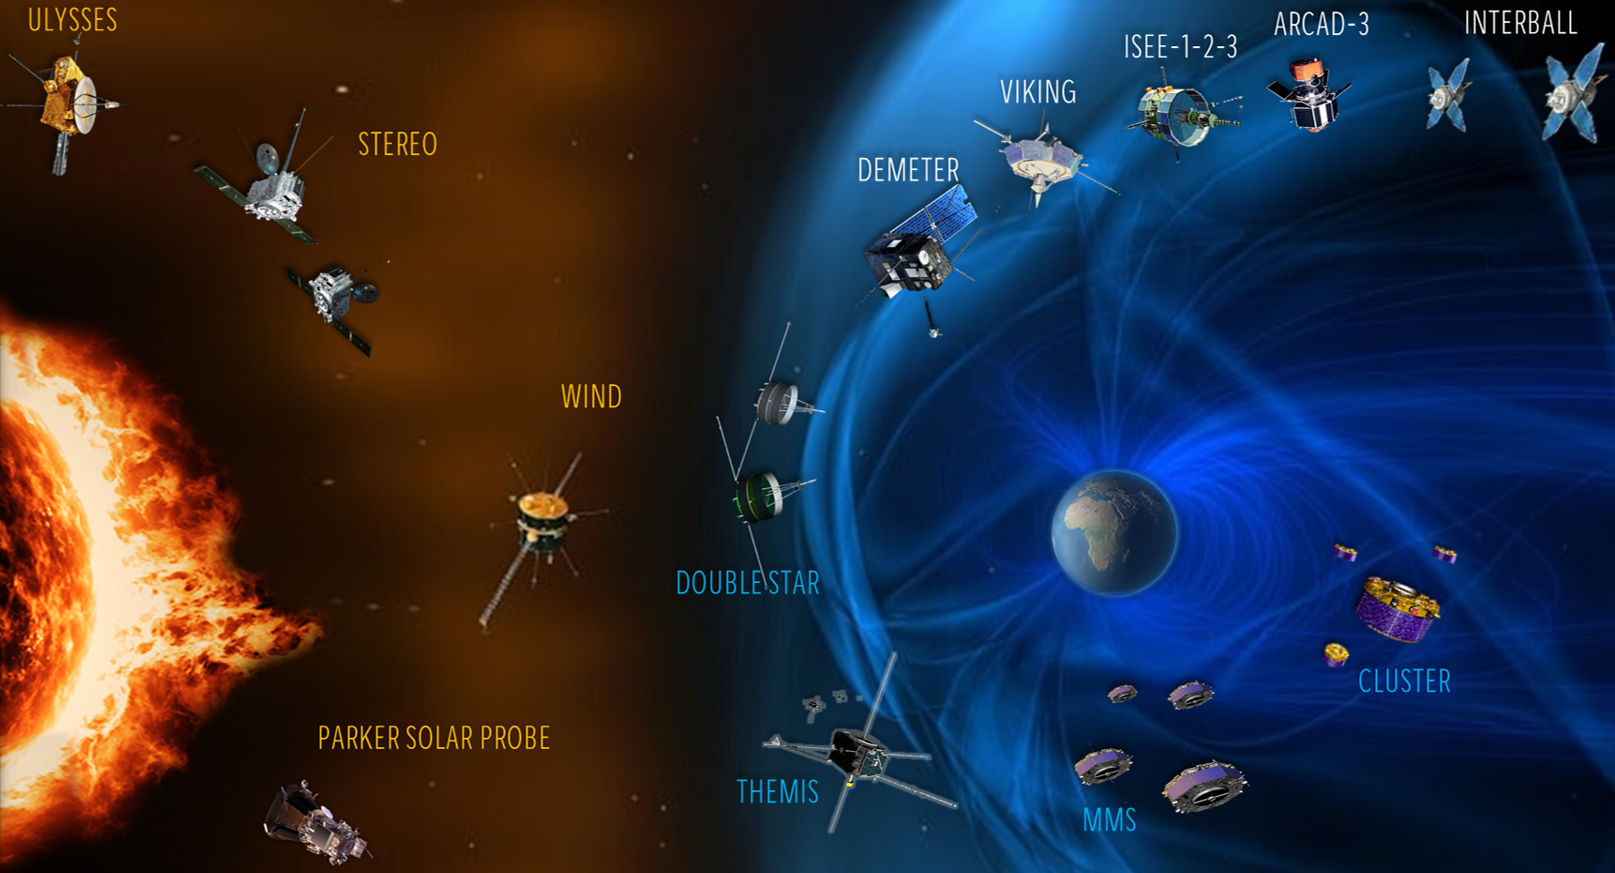 ULYSSES
STEREO
WIND
PARKER SOLAR PROBE
DOUBLE STAR
THEMIS
DEMETER
VIKING
ISEE-1-2-3
ARCAD-3
INTERBALL
CLUSTER
MMS